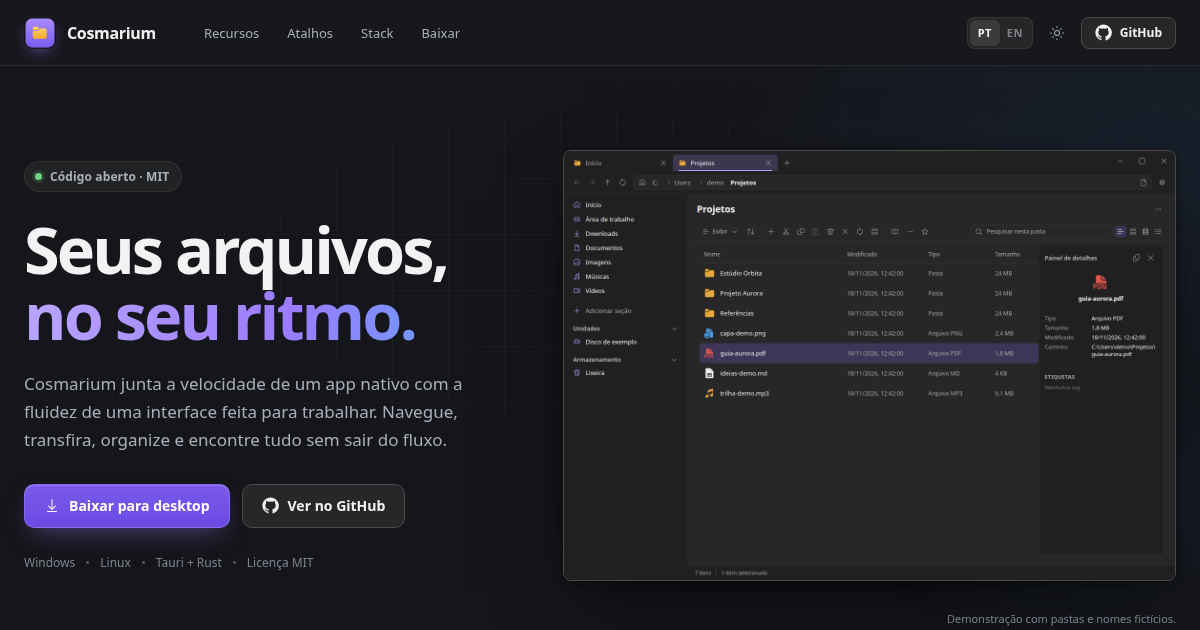 Cosmarium
Recursos
Atalhos
Stack
Baixar
PT
EN
GitHub
Código aberto · MIT
Seus arquivos,
no seu ritmo.
Cosmarium junta a velocidade de um app nativo com a
fluidez de uma interface feita para trabalhar. Navegue,
transfira, organize e encontre tudo sem sair do fluxo.
Baixar para desktop
Ver no GitHub
Windows • Linux • Tauri + Rust • Licença MIT
Início
Projetos
C: > Users > demo Projetos
Início
Área de trabalho
Downloads
Documentos
Imagens
Músicas
Vídeos
Adicionar seção
Unidades
Disco de exemplo
Armazenamento
Lixeira
Projetos
Exibir
Pesquisar nesta pasta
Nome Modificado Tipo Tamanho
Estúdio Órbita 18/11/2026, 12:42:00 Pasta 24 MB
Projeto Aurora 18/11/2026, 12:42:00 Pasta 24 MB
Referências 18/11/2026, 12:42:00 Pasta 24 MB
capa-demo.png 18/11/2026, 12:42:00 Arquivo PNG 2,4 MB
guia-aurora.pdf 18/11/2026, 12:42:00 Arquivo PDF 1,8 MB
ideias-demo.md 18/11/2026, 12:42:00 Arquivo MD 4 KB
trilha-demo.mp3 18/11/2026, 12:42:00 Arquivo MP3 6,1 MB
Painel de detalhes
PDF
guia-aurora.pdf
Tipo Arquivo PDF
Tamanho 1,8 MB
Modificado 18/11/2026, 12:42:00
Caminho C:\Users\demo\Projetos\
guia-aurora.pdf
ETIQUETAS
Nenhuma tag
7 itens | 1 item selecionado
Demonstração com pastas e nomes fictícios.